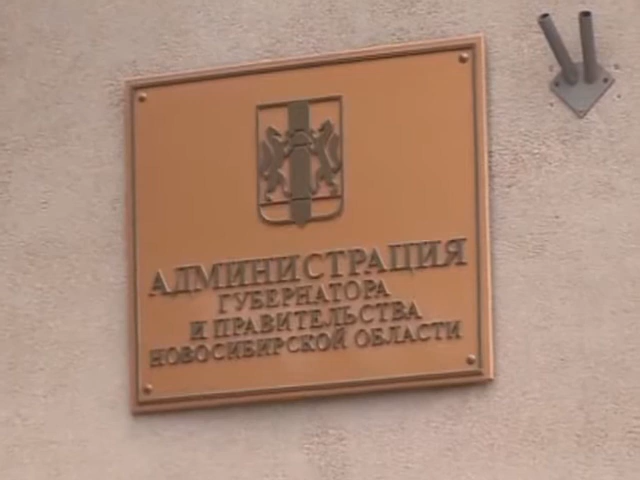 АДМИНИСТРАЦИЯ
ГУБЕРНАТОРА
И ПРАВИТЕЛЬСТВА
НОВОСИБИРСКОЙ ОБЛАСТИ